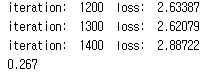 iteration: 1200 loss: 2.63387
iteration: 1300 loss: 2.62079
iteration: 1400 loss: 2.88722
0.267